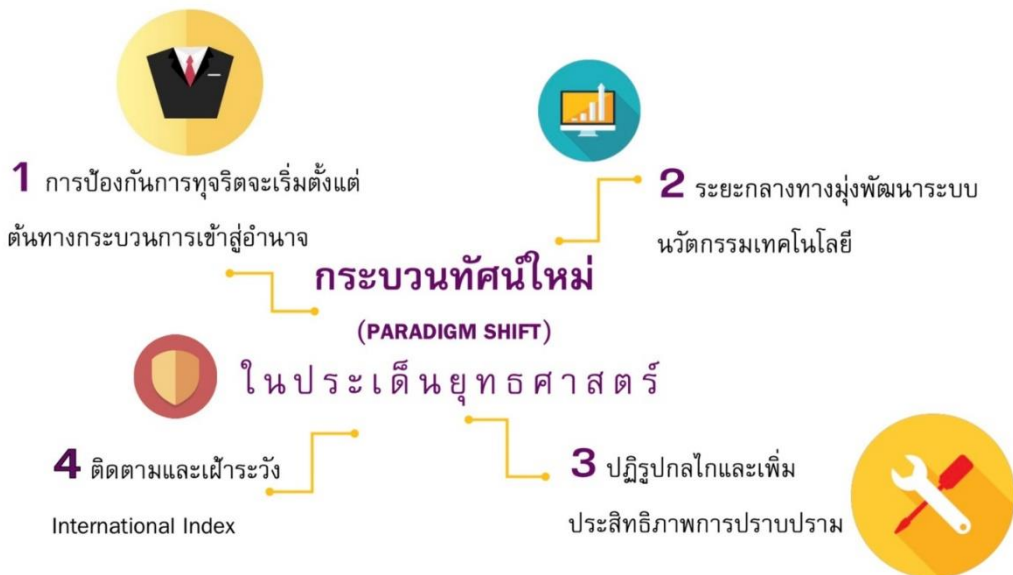 1 การป้องกันการทุจริตจะเริ่มตั้งแต่
ต้นทางกระบวนการเข้าสู่อำนาจ
2 ระยะกลางทางมุ่งพัฒนาระบบ
นวัตกรรมเทคโนโลยี
กระบวนทัศน์ใหม่
(PARADIGM SHIFT)
ในประเด็นยุทธศาสตร์
3 ปฏิรูปกลไกและเพิ่ม
ประสิทธิภาพการปราบปราม
4 ติดตามและเฝ้าระวัง
International Index